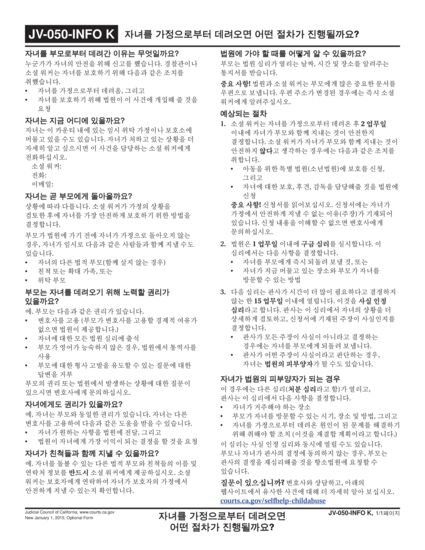 JV-050-INFO K 자녀를 가정으로부터 데려오면 어떤 절차가 진행될까요?
자녀를 부모로부터 데려간 이유는 무엇일까요?
누군가가 자녀의 안전을 위해 신고를 했습니다. 경찰관이나
소셜 워커는 자녀를 보호하기 위해 다음과 같은 조치를
취했습니다.
• 자녀를 가정으로부터 데려옴, 그리고
• 자녀를 보호하기 위해 법원이 이 사건에 개입해 줄 것을
요청
자녀는 지금 어디에 있을까요?
자녀는 이 카운티 내에 있는 임시 위탁 가정이나 보호소에
머물고 있을 수도 있습니다. 자녀가 처하고 있는 상황을 더
자세히 알고 싶으시면 이 사건을 담당하는 소셜 워커에게
전화하십시오.
소셜 워커:
전화:
이메일:
자녀는 곧 부모에게 돌아올까요?
상황에 따라 다릅니다. 소셜 워커가 가정의 상황을
검토한 후에 자녀를 가장 안전하게 보호하기 위한 방법을
결정합니다.
부모가 법원에 가기 전에 자녀가 가정으로 돌아오지 않는
경우, 자녀가 임시로 다음과 같은 사람들과 함께 지낼 수도
있습니다.
• 자녀의 다른 법적 부모(함께 살지 않는 경우)
• 친척 또는 확대 가족, 또는
• 위탁 부모
부모는 자녀를 데려오기 위해 노력할 권리가
있을까요?
예. 부모는 다음과 같은 권리가 있습니다.
• 변호사를 고용 (부모가 변호사를 고용할 경제적 여유가
없으면 법원이 제공합니다.)
• 자녀에 대한 모든 법원 심리에 출석
• 부모가 영어가 능숙하지 않은 경우, 법원에서 통역사를
사용
• 부모에 대한 형사 고발을 유도할 수 있는 질문에 대한
답변을 거부
부모의 권리 또는 법원에서 발생하는 상황에 대한 질문이
있으시면 변호사에게 문의하십시오.
자녀에게도 권리가 있을까요?
예. 자녀는 부모와 동일한 권리가 있습니다. 자녀는 다른
변호사를 고용하여 다음과 같은 도움을 받을 수 있습니다.
• 자녀가 원하는 사항을 법원에 전달, 그리고
• 법원이 자녀에게 가장 이익이 되는 결정을 할 것을 요청
자녀가 친척들과 함께 지낼 수 있을까요?
예. 자녀를 돌볼 수 있는 다른 법적 부모와 친척들의 이름 및
연락처 정보를 반드시 소셜 워커에게 제공하십시오. 소셜
워커는 보호자에게 연락하여 자녀가 보호자의 가정에서
안전하게 지낼 수 있는지 확인합니다.
법원에 가야 할 때를 어떻게 알 수 있을까요?
부모는 법원 심리가 열리는 날짜, 시간 및 장소를 알려주는
통지서를 받습니다.
중요 사항! 법원과 소셜 워커는 부모에게 많은 중요한 문서를
우편으로 보냅니다. 우편 주소가 변경된 경우에는 즉시 소셜
워커에게 알려주십시오.
예상되는 절차
1. 소셜 워커는 자녀를 가정으로부터 데려온 후 2 업무일
이내에 자녀가 부모와 함께 지내는 것이 안전한지
결정합니다. 소셜 워커가 자녀가 부모와 함께 지내는 것이
안전하지 않다고 생각하는 경우에는 다음과 같은 조치를
취합니다.
• 아동을 위한 특별 법원(소년법원)에 보호를 신청,
그리고
• 자녀에 대한 보호, 후견, 감독을 담당해줄 것을 법원에
신청
중요 사항! 신청서를 읽어보십시오. 신청서에는 자녀가
가정에서 안전하게 지낼 수 없는 이유(주장)가 기재되어
있습니다. 신청 내용을 이해할 수 없으면 변호사에게
문의하십시오.
2. 법원은 1 업무일 이내에 구금 심리를 실시합니다. 이
심리에서는 다음 사항을 결정합니다.
• 자녀를 부모에게 즉시 되돌려 보낼 것, 또는
• 자녀가 지금 머물고 있는 장소와 부모가 자녀를
방문할 수 있는 방법
3. 다음 심리는 판사가 시간이 더 많이 필요하다고 결정하지
않는 한 15 업무일 이내에 열립니다. 이것을 사실 인정
심리라고 합니다. 판사는 이 심리에서 자녀의 상황을 더
상세하게 검토하고, 신청서에 기재된 주장이 사실인지를
결정합니다.
• 판사가 모든 주장이 사실이 아니라고 결정하는
경우에는 자녀를 부모에게 되돌려 보냅니다.
• 판사가 어떤 주장이 사실이라고 판단하는 경우,
자녀는 법원의 피부양자가 될 수도 있습니다.
자녀가 법원의 피부양자가 되는 경우
이 경우에는 다른 심리(처분 심리라고 함)가 열리고,
판사는 이 심리에서 다음 사항을 결정합니다.
• 자녀가 거주해야 하는 장소
• 부모가 자녀를 방문할 수 있는 시기, 장소 및 방법, 그리고
• 자녀를 가정으로부터 데려온 원인이 된 문제를 해결하기
위해 취해야 할 조치 (이것을 재결합 계획이라고 합니다.)
이 심리는 사실 인정 심리와 동시에 열릴 수도 있습니다.
부모나 자녀가 판사의 결정에 동의하지 않는 경우, 부모는
판사의 결정을 재심리해줄 것을 항소법원에 요청할 수
있습니다.
질문이 있으십니까? 변호사와 상담하고, 아래의
웹사이트에서 유사한 사건에 대해 더 자세히 알아 보십시오.
courts.ca.gov/selfhelp-childabuse
Judicial Council of California, www.courts.ca.gov
New January 1, 2015, Optional Form
자녀를 가정으로부터 데려오면
어떤 절차가 진행될까요?
JV-050-INFO K, 1/1페이지